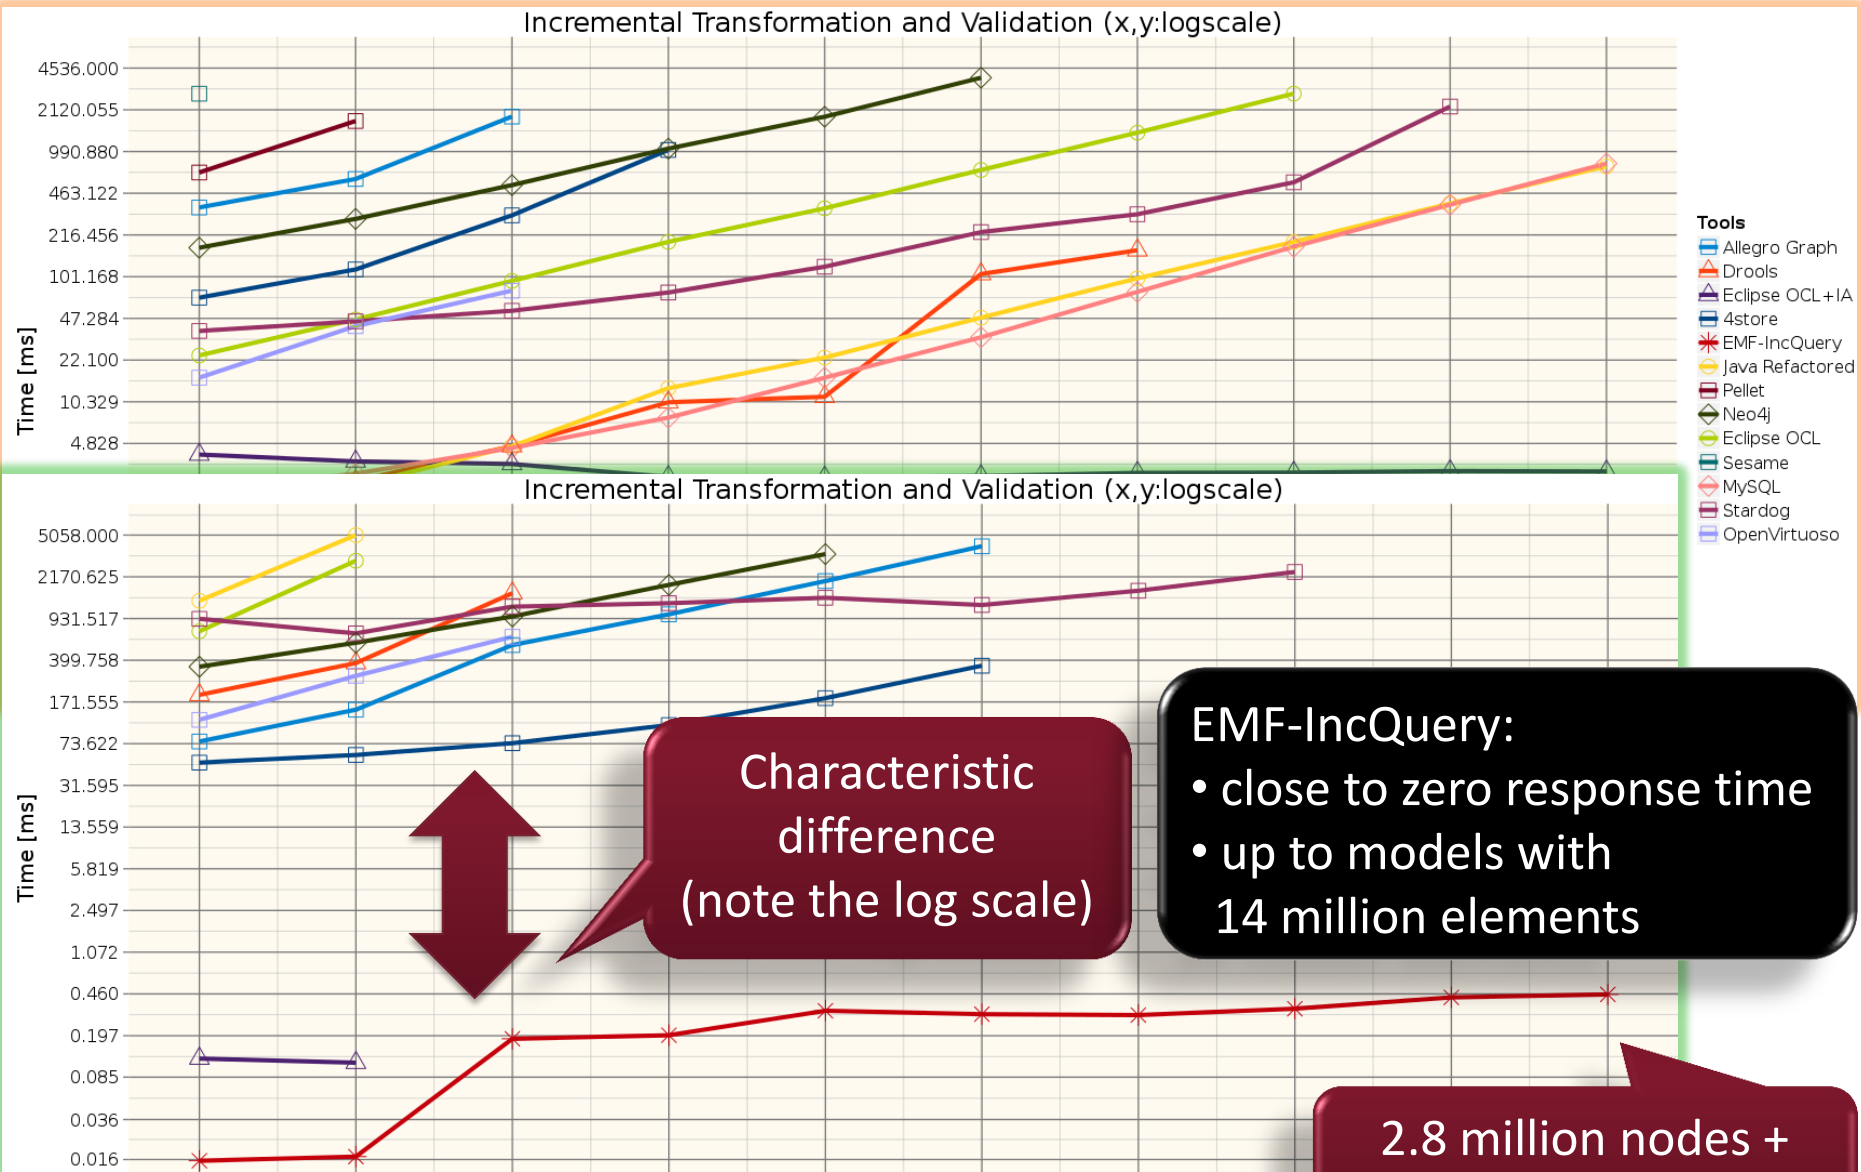 Incremental Transformation and Validation (x,y:logscale)
4536.000
2120.055
990.880
463.122
216.456
101.168
47.284
22.100
10.329
4.828
Time [ms]
Tools
Allegro Graph
Drools
Eclipse OCL+IA
4store
EMF-IncQuery
Java Refactored
Pellet
Neo4j
Eclipse OCL
Sesame
MySQL
Stardog
OpenVirtuoso
Incremental Transformation and Validation (x,y:logscale)
5058.000
2170.625
931.517
399.758
171.555
73.622
31.595
13.559
5.819
2.497
1.072
0.460
0.197
0.085
0.036
0.016
Time [ms]
Characteristic
difference
(note the log scale)
EMF-IncQuery:
• close to zero response time
• up to models with
14 million elements
2.8 million nodes +